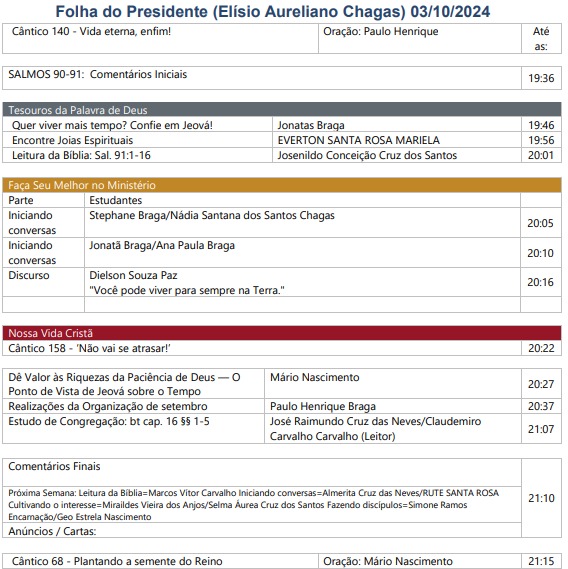 Folha do Presidente (Elísio Aureliano Chagas) 03/10/2024
Cântico 140 - Vida eterna, enfim! Oração: Paulo Henrique Até as:
SALMOS 90-91: Comentários Iniciais 19:36
Tesouros da Palavra de Deus
Quer viver mais tempo? Confie em Jeová! Jonatas Braga 19:46
Encontre Joias Espirituais EVERTON SANTA ROSA MARIELA 19:56
Leitura da Bíblia: Sal. 91:1-16 Josenildo Conceição Cruz dos Santos 20:01
Faça Seu Melhor no Ministério
Parte Estudantes
Iniciando conversas Stephane Braga/Nádia Santana dos Santos Chagas 20:05
Iniciando conversas Jonatã Braga/Ana Paula Braga 20:10
Discurso Dielson Souza Paz 20:16
"Você pode viver para sempre na Terra."
Nossa Vida Cristã
Cântico 158 - ‘Não vai se atrasar!’ 20:22
Dê Valor às Riquezas da Paciência de Deus — O Mário Nascimento 20:27
Ponto de Vista de Jeová sobre o Tempo
Realizações da Organização de setembro Paulo Henrique Braga 20:37
Estudo de Congregação: bt cap. 16 §§ 1-5 José Raimundo Cruz das Neves/Claudemiro 21:07
Carvalho Carvalho (Leitor)
Comentários Finais 21:10
Próxima Semana: Leitura da Bíblia=Marcos Vitor Carvalho Iniciando conversas=Almerita Cruz das Neves/RUTE SANTA ROSA
Cultivando o interesse=Miraildes Vieira dos Anjos/Selma Áurea Cruz dos Santos Fazendo discípulos=Simone Ramos
Encarnação/Geo Estrela Nascimento
Anúncios / Cartas:
Cântico 68 - Plantando a semente do Reino Oração: Mário Nascimento 21:15